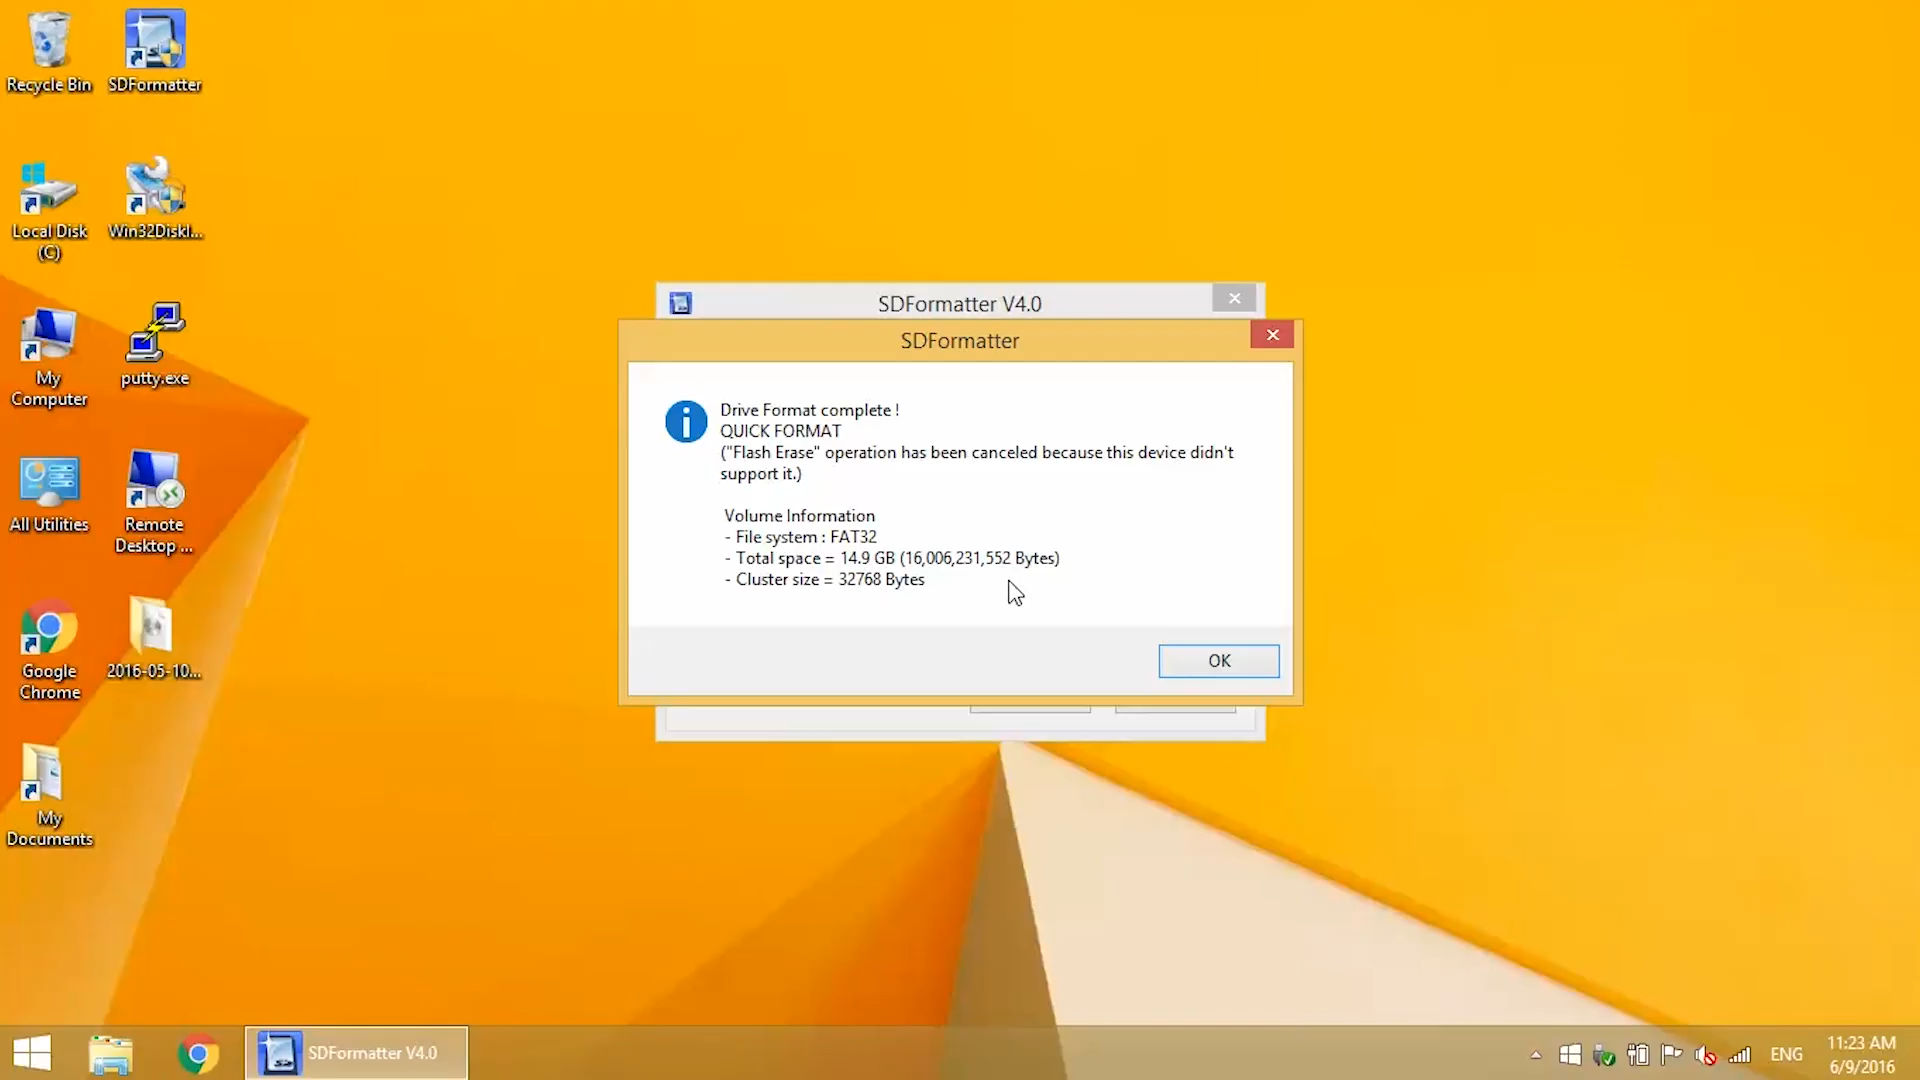 Recycle Bin
SDFormatter
Local Disk
(C)
Win32DiskI...
My
Computer
putty.exe
All Utilities
Remote
Desktop ...
Google
Chrome
2016-05-10...
My
Documents
SDFormatter V4.0
SDFormatter
Drive Format complete !
QUICK FORMAT
("Flash Erase" operation has been canceled because this device didn't
support it.)
Volume Information
- File system : FAT32
- Total space = 14.9 GB (16,006,231,552 Bytes)
- Cluster size = 32768 Bytes
OK
SDFormatter V4.0
ENG
11:23 AM
6/9/2016